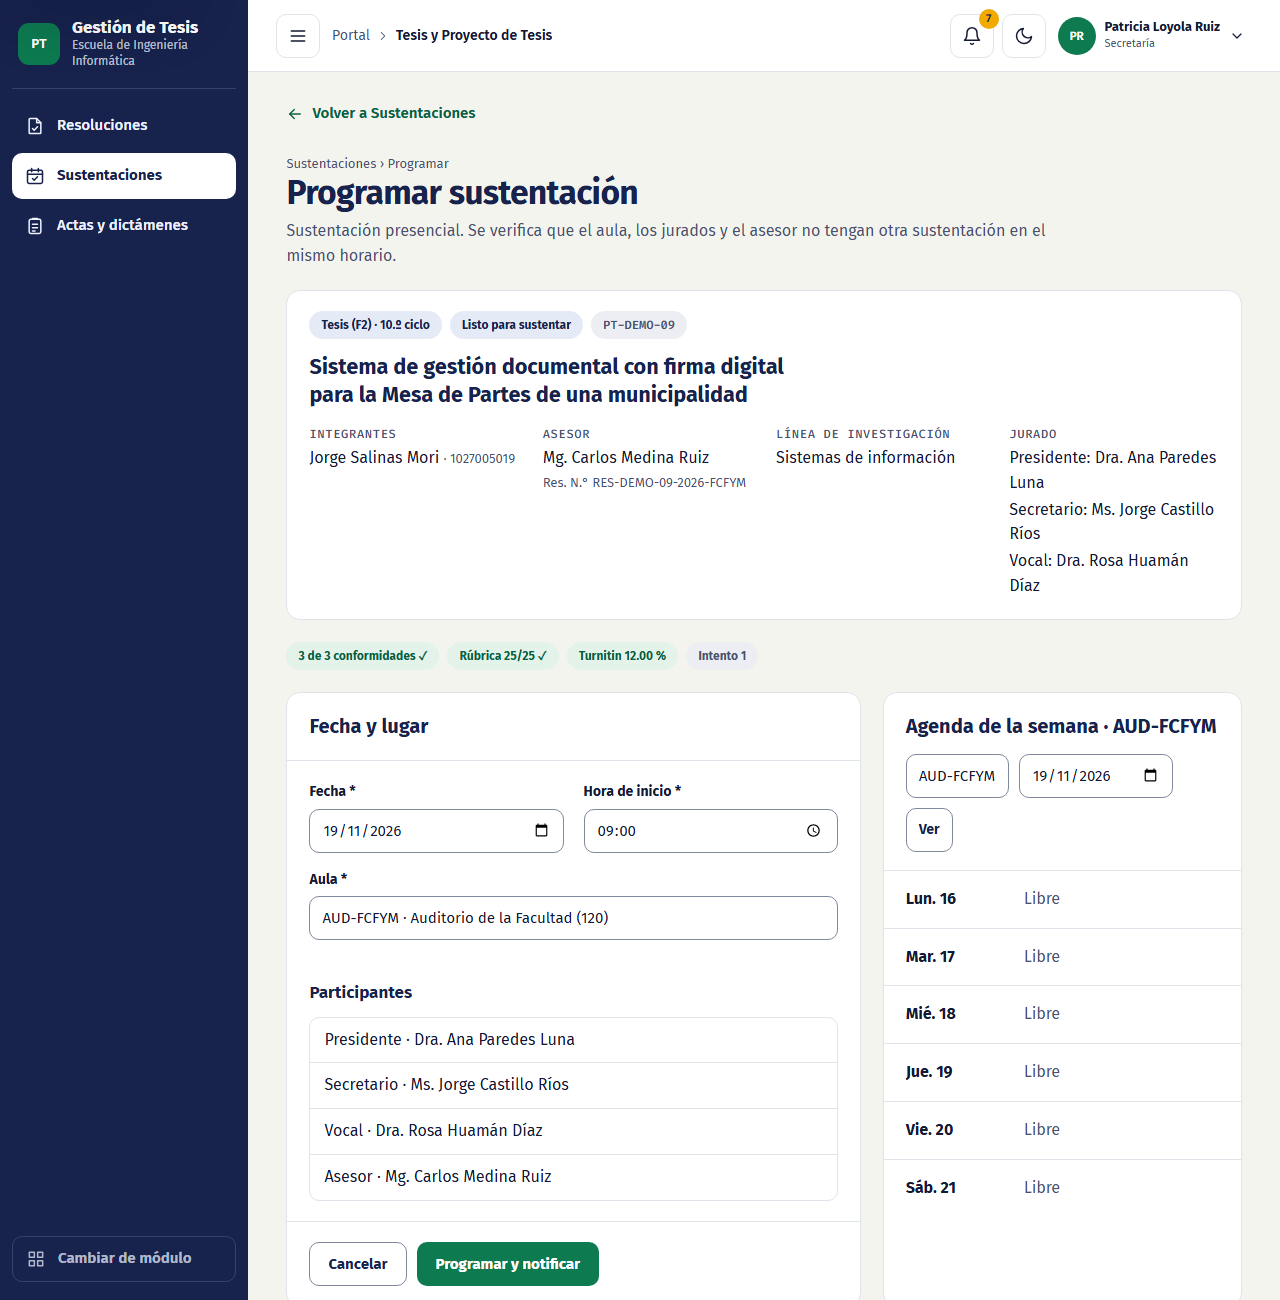 PT
Gestión de Tesis
Escuela de Ingeniería
Informática
Resoluciones
Sustentaciones
Actas y dictámenes
Cambiar de módulo
Portal
Tesis y Proyecto de Tesis
7
PR
Patricia Loyola Ruiz
Secretaría
Volver a Sustentaciones
Sustentaciones › Programar
Programar sustentación
Sustentación presencial. Se verifica que el aula, los jurados y el asesor no tengan otra sustentación en el
mismo horario.
Tesis (F2) · 10.º ciclo
Listo para sustentar
PT-DEMO-09
Sistema de gestión documental con firma digital
para la Mesa de Partes de una municipalidad
INTEGRANTES
Jorge Salinas Mori · 1027005019
ASESOR
Mg. Carlos Medina Ruiz
Res. N.° RES-DEMO-09-2026-FCFYM
LÍNEA DE INVESTIGACIÓN
Sistemas de información
JURADO
Presidente: Dra. Ana Paredes
Luna
Secretario: Ms. Jorge Castillo
Ríos
Vocal: Dra. Rosa Huamán
Díaz
3 de 3 conformidades ✓
Rúbrica 25/25 ✓
Turnitin 12.00 %
Intento 1
Fecha y lugar
Fecha *
19/11/2026
Hora de inicio *
09:00
Aula *
AUD-FCFYM · Auditorio de la Facultad (120)
Participantes
Presidente · Dra. Ana Paredes Luna
Secretario · Ms. Jorge Castillo Ríos
Vocal · Dra. Rosa Huamán Díaz
Asesor · Mg. Carlos Medina Ruiz
Cancelar
Programar y notificar
Agenda de la semana · AUD-FCFYM
AUD-FCFYM
19/11/2026
Ver
Lun. 16 Libre
Mar. 17 Libre
Mié. 18 Libre
Jue. 19 Libre
Vie. 20 Libre
Sáb. 21 Libre